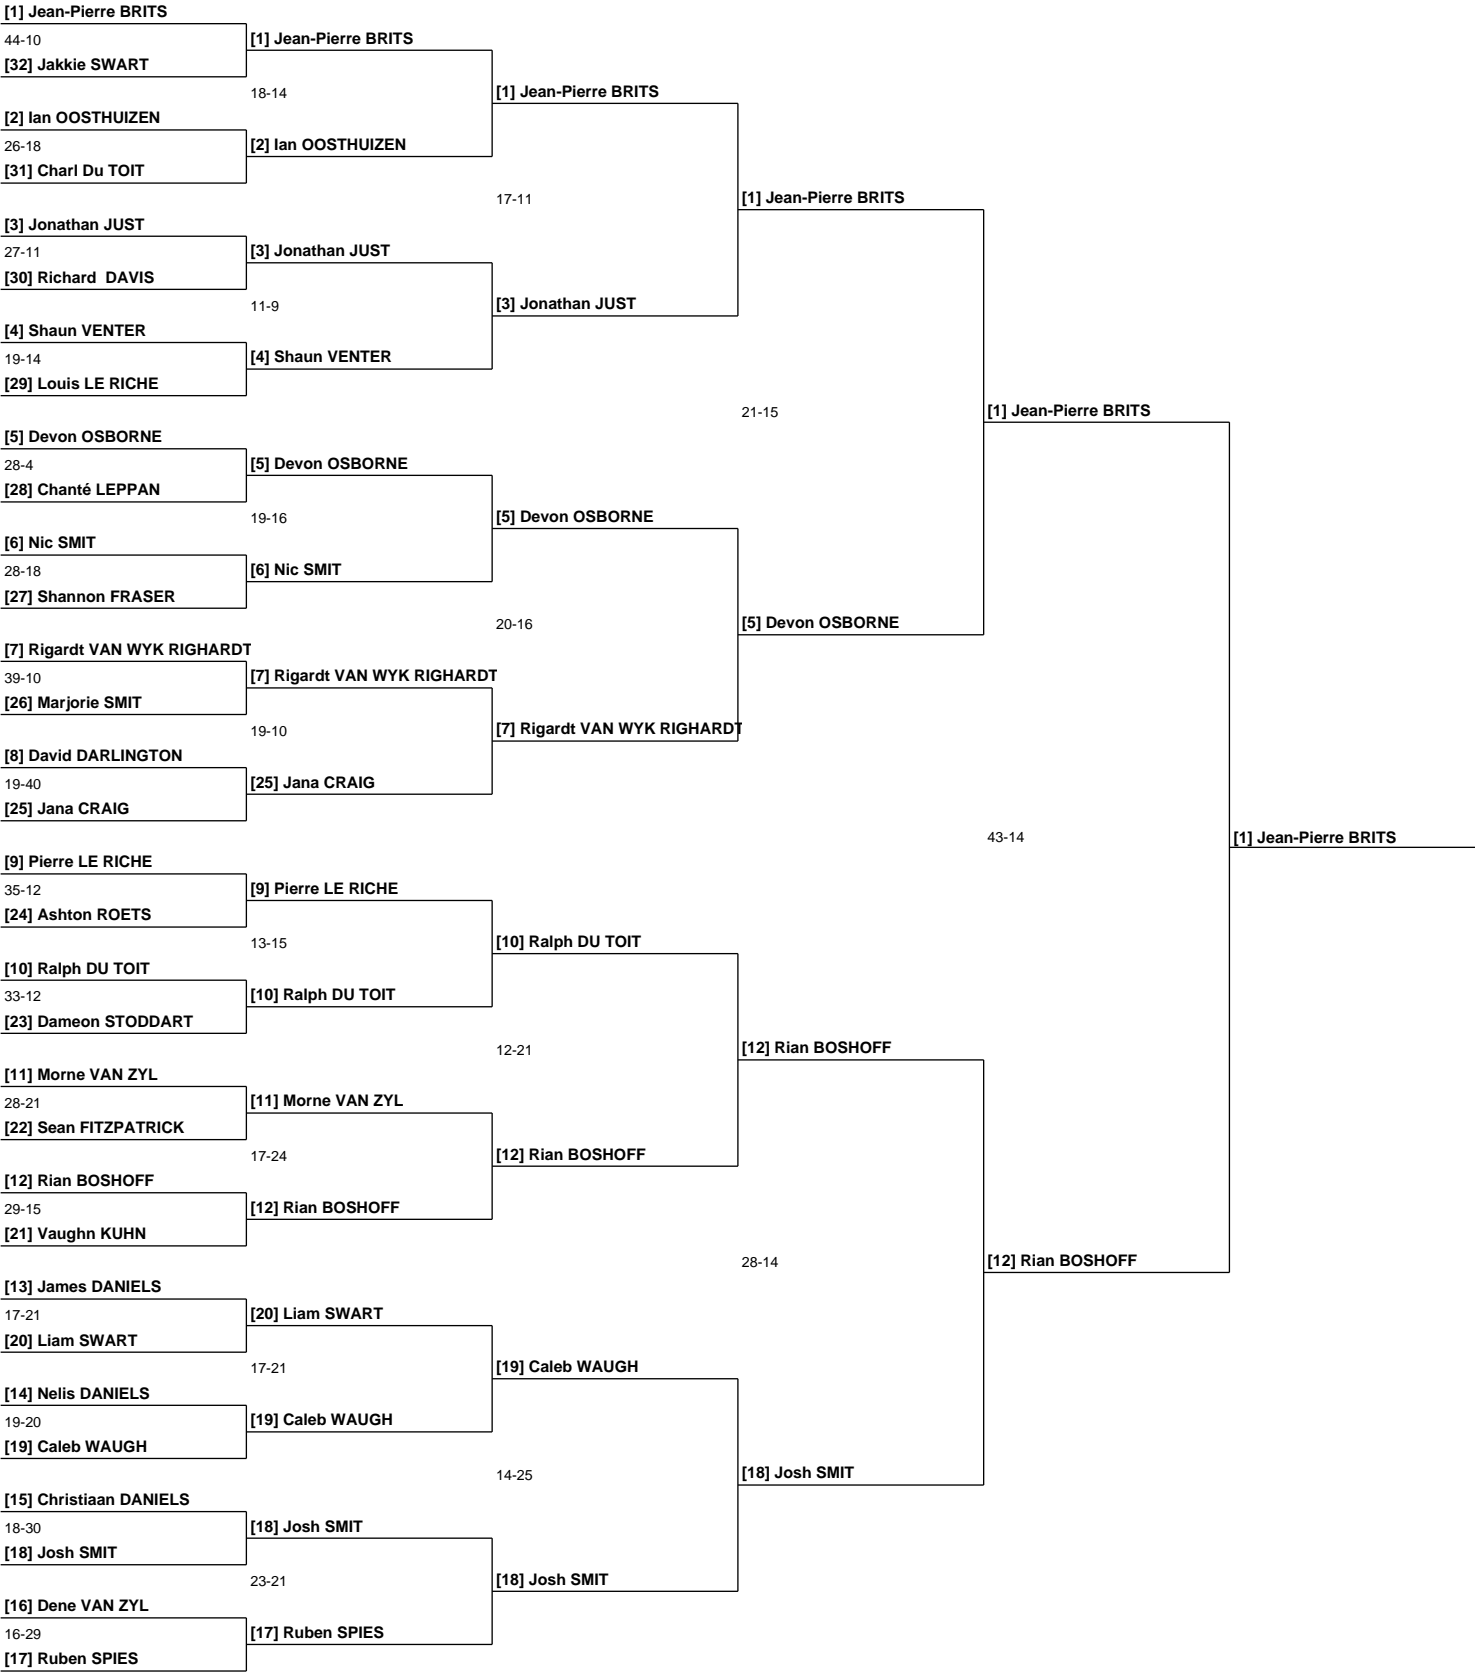 [1] Jean-Pierre BRITS
44-10
[32] Jakkie SWART
[2] Ian OOSTHUIZEN
26-18
[31] Charl Du TOIT
[3] Jonathan JUST
27-11
[30] Richard  DAVIS
[4] Shaun VENTER
19-14
[29] Louis LE RICHE
[5] Devon OSBORNE
28-4
[28] Chanté LEPPAN
[6] Nic SMIT
28-18
[27] Shannon FRASER
[7] Rigardt VAN WYK RIGHARDT
39-10
[26] Marjorie SMIT
[8] David DARLINGTON
19-40
[25] Jana CRAIG
[9] Pierre LE RICHE
35-12
[24] Ashton ROETS
[10] Ralph DU TOIT
33-12
[23] Dameon STODDART
[11] Morne VAN ZYL
28-21
[22] Sean FITZPATRICK
[12] Rian BOSHOFF
29-15
[21] Vaughn KUHN
[13] James DANIELS
17-21
[20] Liam SWART
[14] Nelis DANIELS
19-20
[19] Caleb WAUGH
[15] Christiaan DANIELS
18-30
[18] Josh SMIT
[16] Dene VAN ZYL
16-29
[17] Ruben SPIES
[1] Jean-Pierre BRITS
18-14
[2] Ian OOSTHUIZEN
[3] Jonathan JUST
11-9
[4] Shaun VENTER
[5] Devon OSBORNE
19-16
[6] Nic SMIT
[7] Rigardt VAN WYK RIGHARDT
19-10
[25] Jana CRAIG
[9] Pierre LE RICHE
13-15
[10] Ralph DU TOIT
[11] Morne VAN ZYL
17-24
[12] Rian BOSHOFF
[20] Liam SWART
17-21
[19] Caleb WAUGH
[18] Josh SMIT
23-21
[17] Ruben SPIES
[1] Jean-Pierre BRITS
17-11
[3] Jonathan JUST
[5] Devon OSBORNE
20-16
[7] Rigardt VAN WYK RIGHARDT
[10] Ralph DU TOIT
12-21
[12] Rian BOSHOFF
[19] Caleb WAUGH
14-25
[18] Josh SMIT
[1] Jean-Pierre BRITS
21-15
[5] Devon OSBORNE
[12] Rian BOSHOFF
28-14
[18] Josh SMIT
[1] Jean-Pierre BRITS
43-14
[12] Rian BOSHOFF
[1] Jean-Pierre BRITS